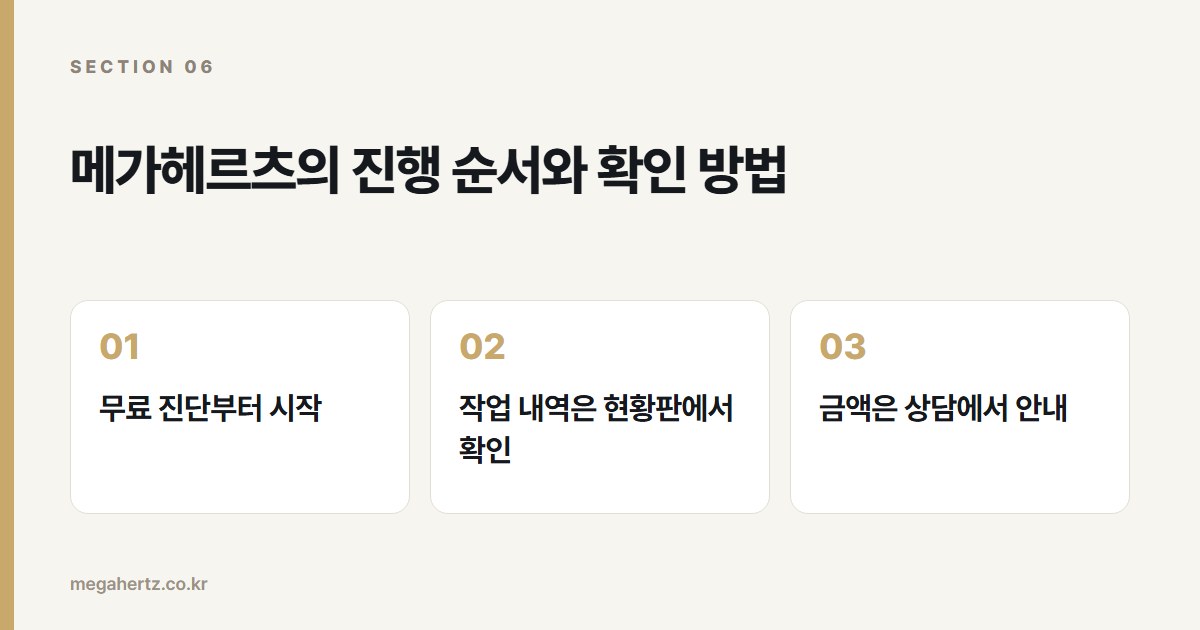 SECTION 06
메가헤르츠의 진행 순서와 확인 방법
01
무료 진단부터 시작
02
작업 내역은 현황판에서
확인
03
금액은 상담에서 안내
megahertz.co.kr